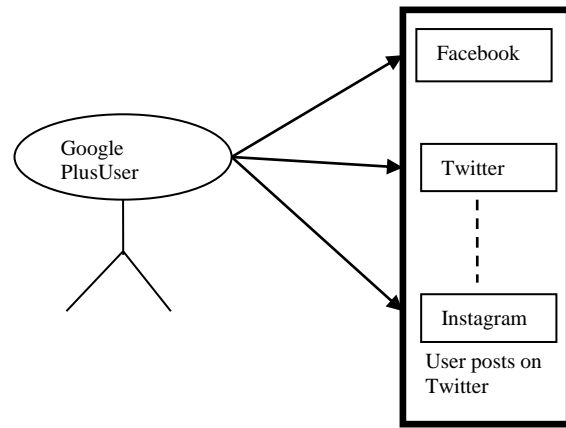 Facebook
Google
PlusUser
Twitter
Instagram
User posts on
Twitter